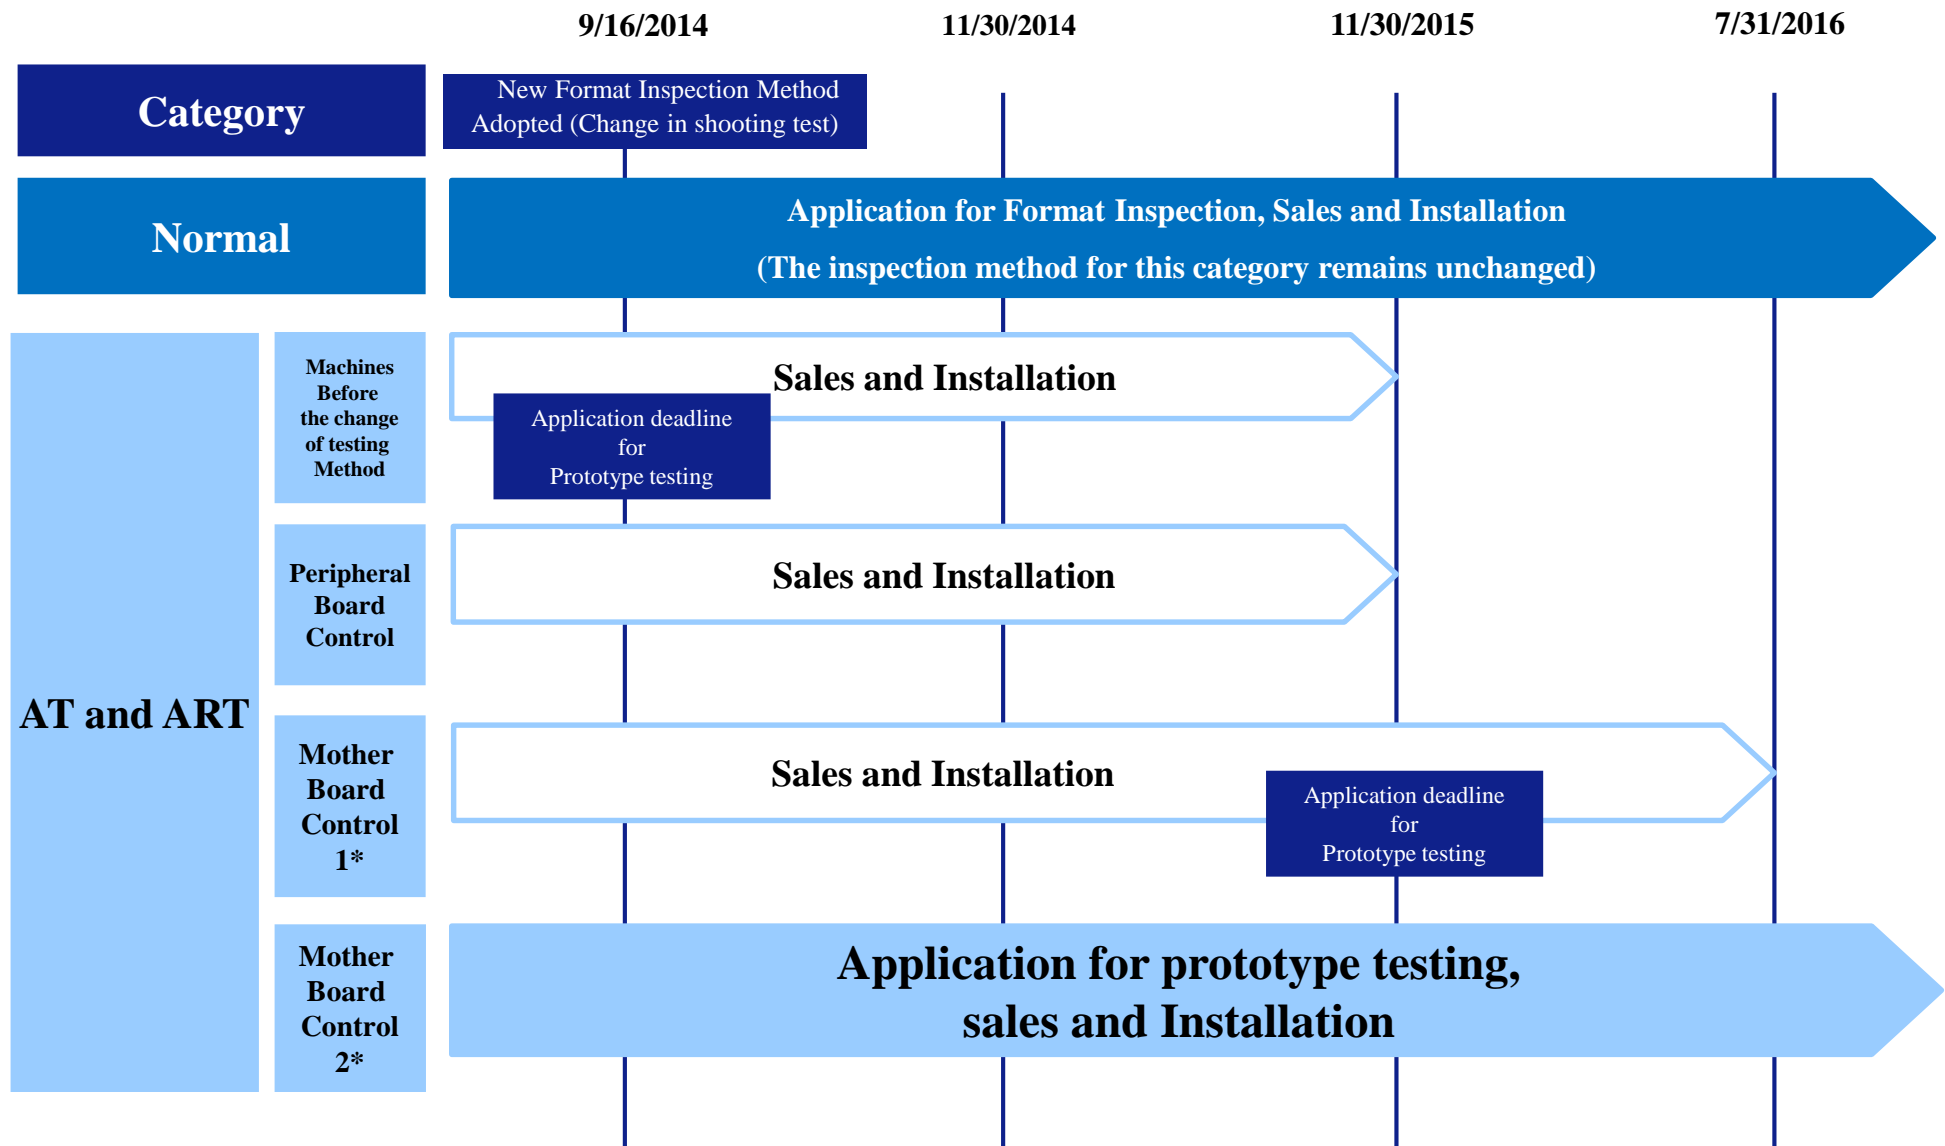 9/16/2014
11/30/2014
11/30/2015
7/31/2016
Category
New Format Inspection Method
Adopted (Change in shooting test)
Normal
Application for Format Inspection, Sales and Installation
(The inspection method for this category remains unchanged)
AT and ART
Machines
Before
the change
of testing
Method
Sales and Installation
Application deadline
for
Prototype testing
Peripheral
Board
Control
Sales and Installation
Mother
Board
Control
1*
Sales and Installation
Application deadline
for
Prototype testing
Mother
Board
Control
2*
Application for prototype testing,
sales and Installation